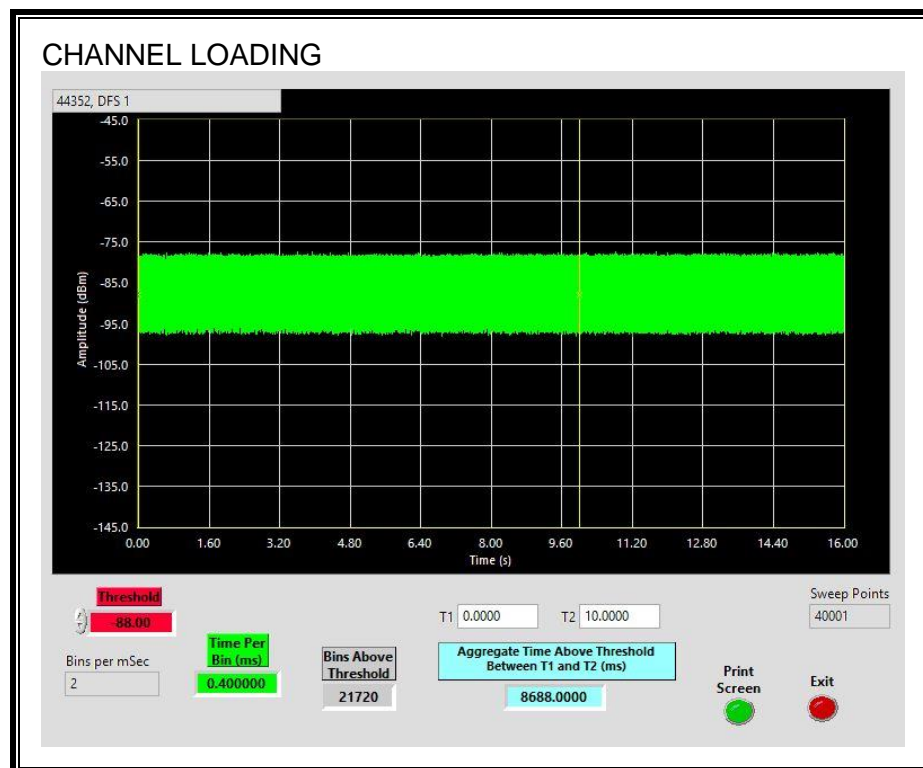 CHANNEL LOADING
44352, DFS 1
Amplitude (dBm)
-45.0
-55.0
-65.0
-75.0
-85.0
-95.0
-105.0
-115.0
-125.0
-135.0
-145.0
0.00 1.60 3.20 4.80 6.40 8.00 9.60 11.20 12.80 14.40 16.00
Time (s)
Threshold
-88.00
Bins per mSec
2
Time Per
Bin (ms)
0.400000
Bins Above
Threshold
21720
T1 0.0000 T2 10.0000
Aggregate Time Above Threshold
Between T1 and T2 (ms)
8688.0000
Sweep Points
40001
Print
Screen
Exit